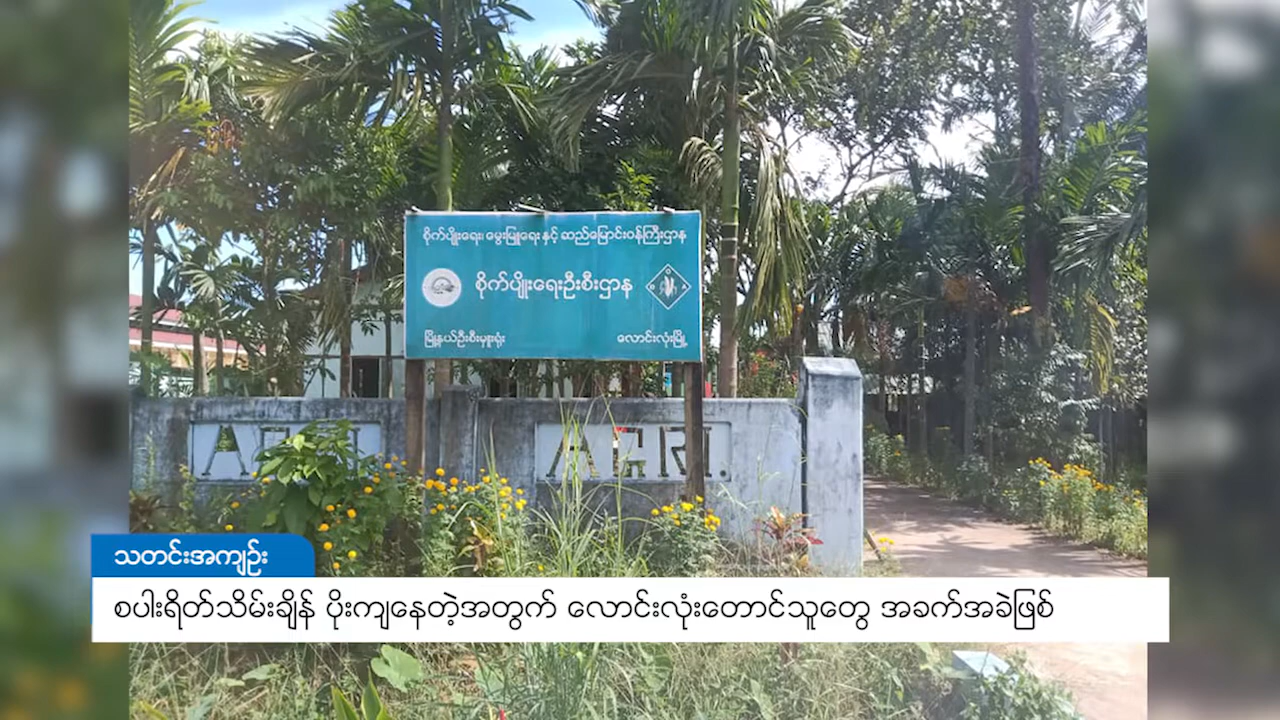 စိုက်ပျိုးရေး၊ မွေးမြူရေး နှင့် ဆည်မြောင်းဝန်ကြီးဌာန
စိုက်ပျိုးရေးဦးစီးဌာန
မြို့နယ်ဦးစီးမှူးရုံး
လောင်းလုံးမြို့
AGRI.
သတင်းအကျဉ်း
စပါးရိတ်သိမ်းချိန် ပိုးကျနေတဲ့အတွက် လောင်းလုံးတောင်သူတွေ အခက်အခဲဖြစ်